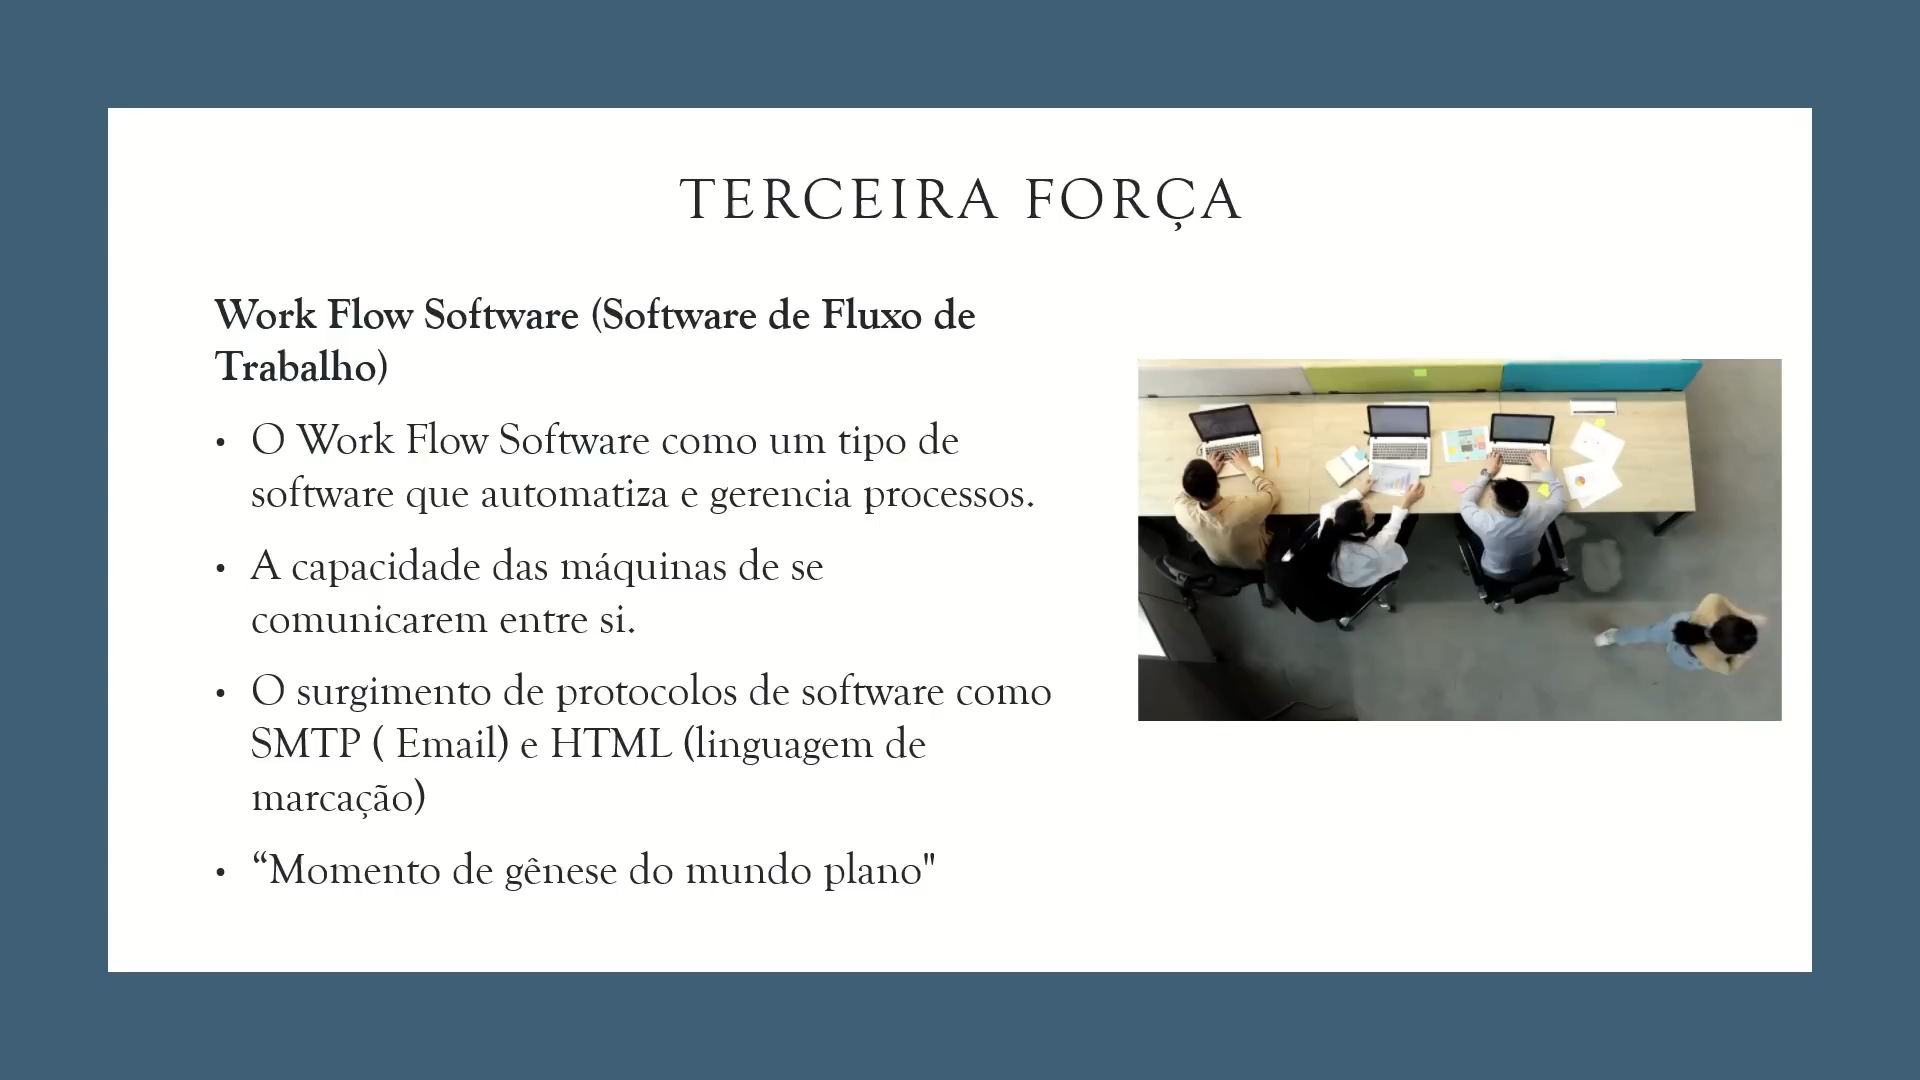 TERCEIRA FORÇA
Work Flow Software (Software de Fluxo de
Trabalho)
• O Work Flow Software como um tipo de
software que automatiza e gerencia processos.
• A capacidade das máquinas de se
comunicarem entre si.
• O surgimento de protocolos de software como
SMTP ( Email) e HTML (linguagem de
marcação)
• “Momento de gênese do mundo plano"